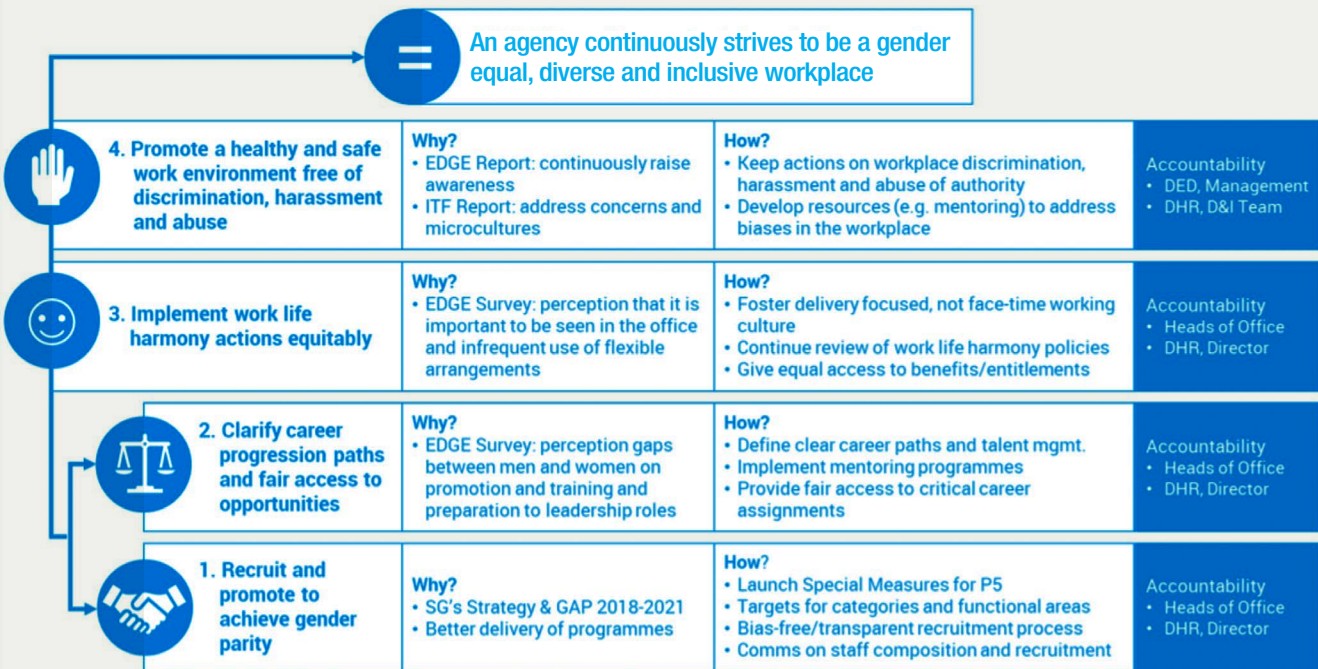 An agency continuously strives to be a gender
equal, diverse and inclusive workplace
4. Promote a healthy and safe
work environment free of
discrimination, harassment
and abuse
Why?
• EDGE Report: continuously raise
awareness
• ITF Report: address concerns and
microcultures
How?
• Keep actions on workplace discrimination,
harassment and abuse of authority
• Develop resources (e.g. mentoring) to address
biases in the workplace
Accountability
• DED, Management
• DHR, D&I Team
3. Implement work life
harmony actions equitably
Why?
• EDGE Survey: perception that it is
important to be seen in the office
and infrequent use of flexible
arrangements
How?
• Foster delivery focused, not face-time working
culture
• Continue review of work life harmony policies
• Give equal access to benefits/entitlements
Accountability
• Heads of Office
• DHR, Director
2. Clarify career
progression paths
and fair access to
opportunities
Why?
• EDGE Survey: perception gaps
between men and women on
promotion and training and
preparation to leadership roles
How?
• Define clear career paths and talent mgmt.
• Implement mentoring programmes
• Provide fair access to critical career
assignments
Accountability
• Heads of Office
• DHR, Director
1. Recruit and
promote to
achieve gender
parity
Why?
• SG's Strategy & GAP 2018-2021
• Better delivery of programmes
How?
• Launch Special Measures for P5
• Targets for categories and functional areas
• Bias-free/transparent recruitment process
• Comms on staff composition and recruitment
Accountability
• Heads of Office
• DHR, Director